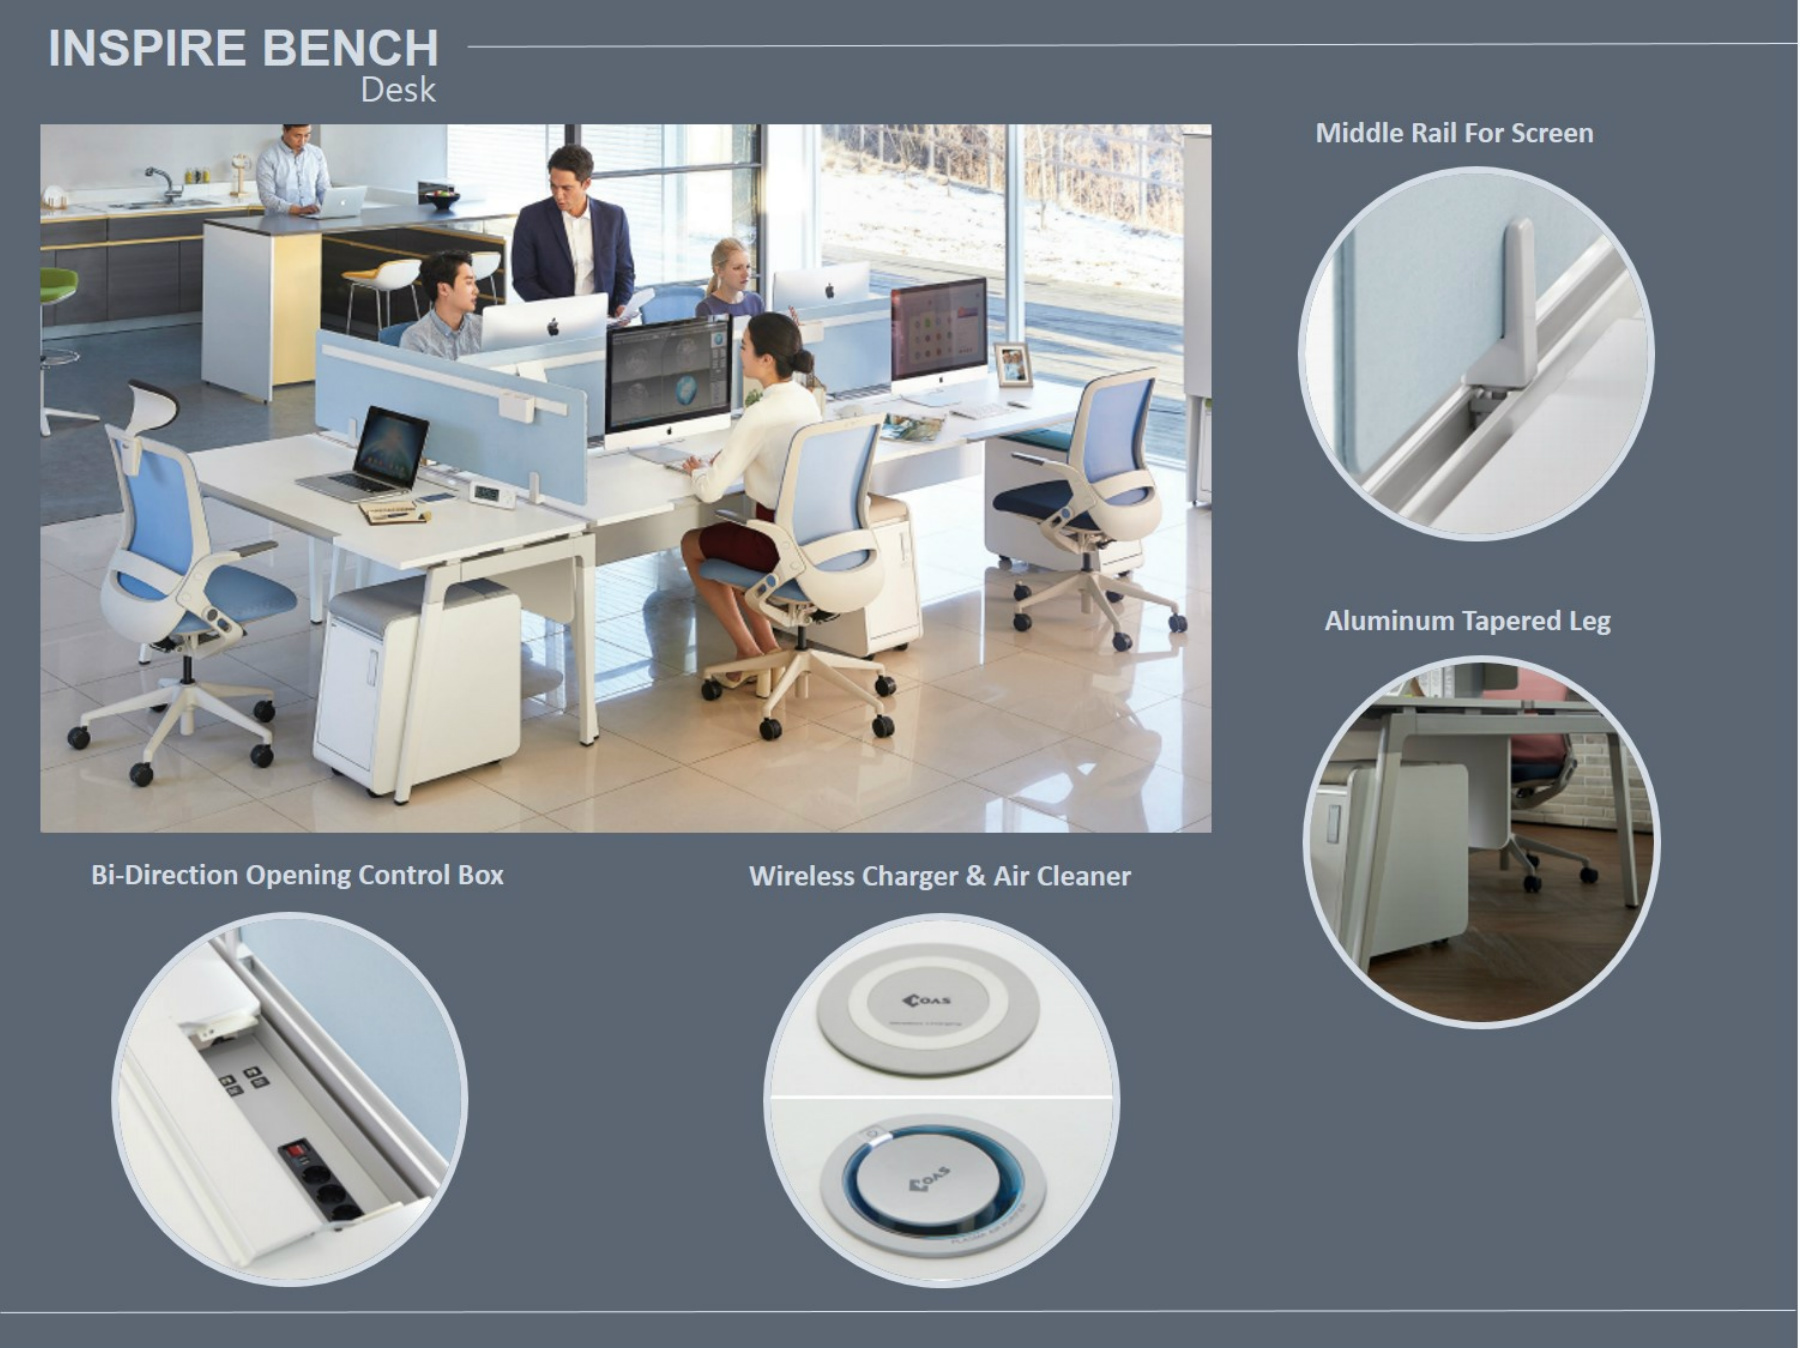 INSPIRE BENCH
Desk
Middle Rail For Screen
Aluminum Tapered Leg
Bi-Direction Opening Control Box
Wireless Charger & Air Cleaner
COAS
COAS